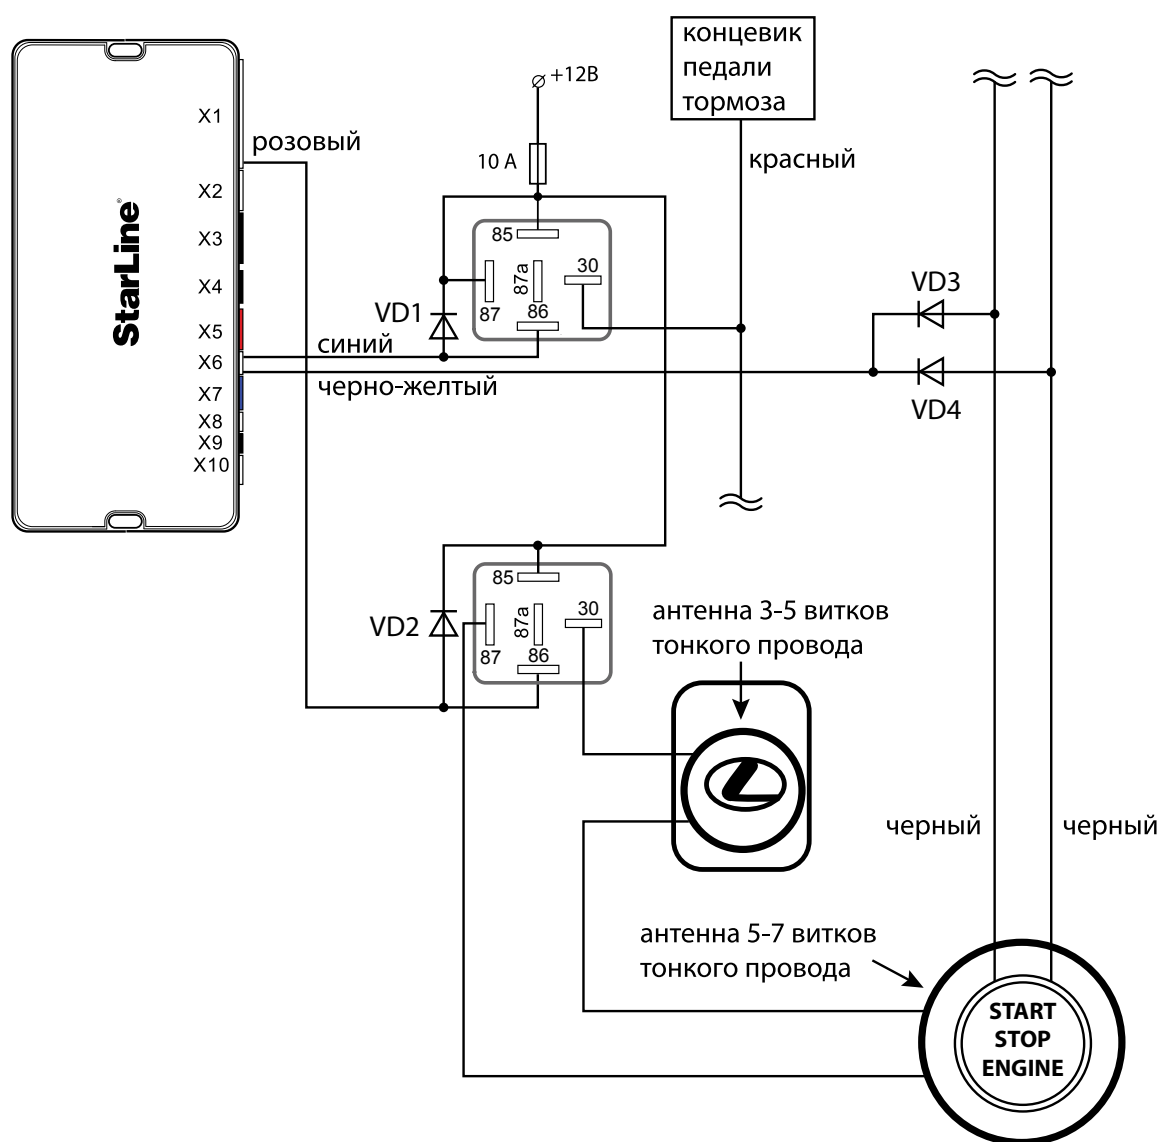 концевик
педали
тормоза
+12В
X1
розовый
10 А
красный
X2
StarLine®
X3
85
87a
30
X4
VD3
87
86
VD1
X5
синий
X6
черно-желтый
X7
VD4
X8
X9
X10
85
87a
30
антенна 3-5 витков
тонкого провода
VD2
87
86
L
черный
черный
антенна 5-7 витков
тонкого провода
START
STOP
ENGINE